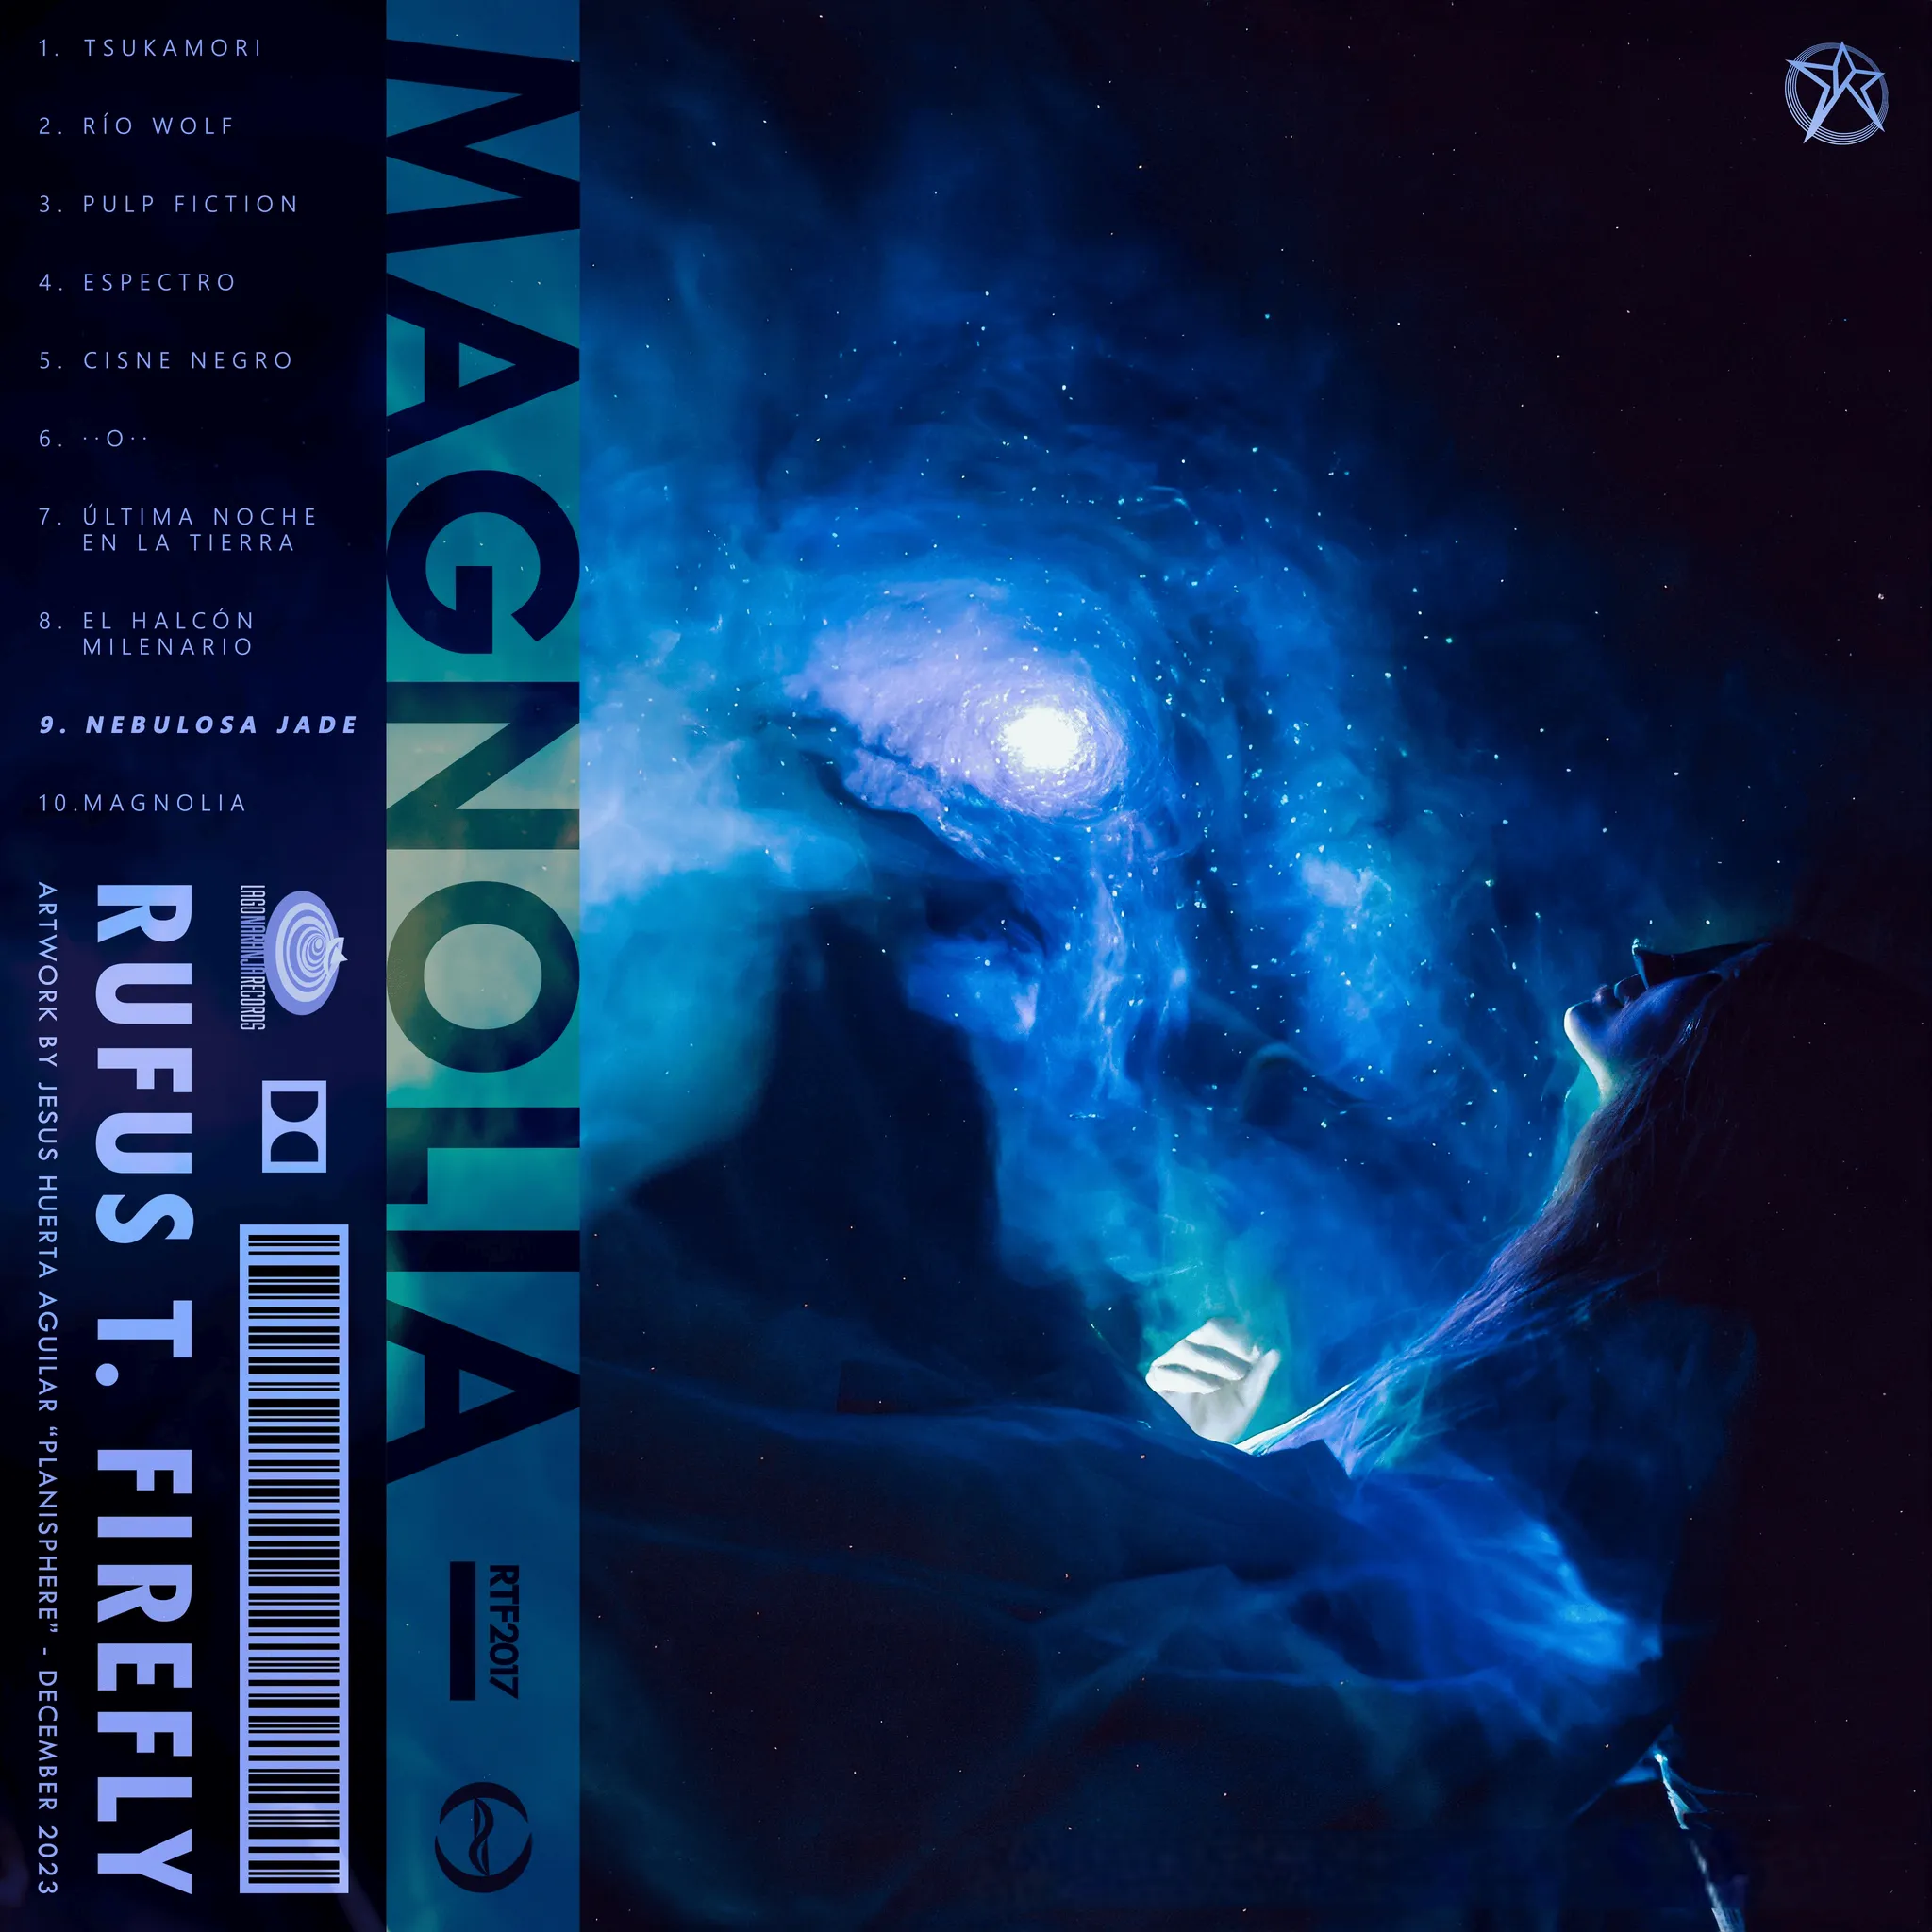 1. TSUKAMORI
2. RÍO WOLF
3. PULP FICTION
4. ESPECTRO
5. CISNE NEGRO
6. ··O··
7. ÚLTIMA NOCHE
EN LA TIERRA
8. EL HALCÓN
MILENARIO
9. NEBULOSA JADE
10.MAGNOLIA
LAGONARANJARECORDS
RUFUS T. FIREFLY
ARTWORK BY JESUS HUERTA AGUILAR “PLANISPHERE” - DECEMBER 2023
MAGNOLIA
RTF2017